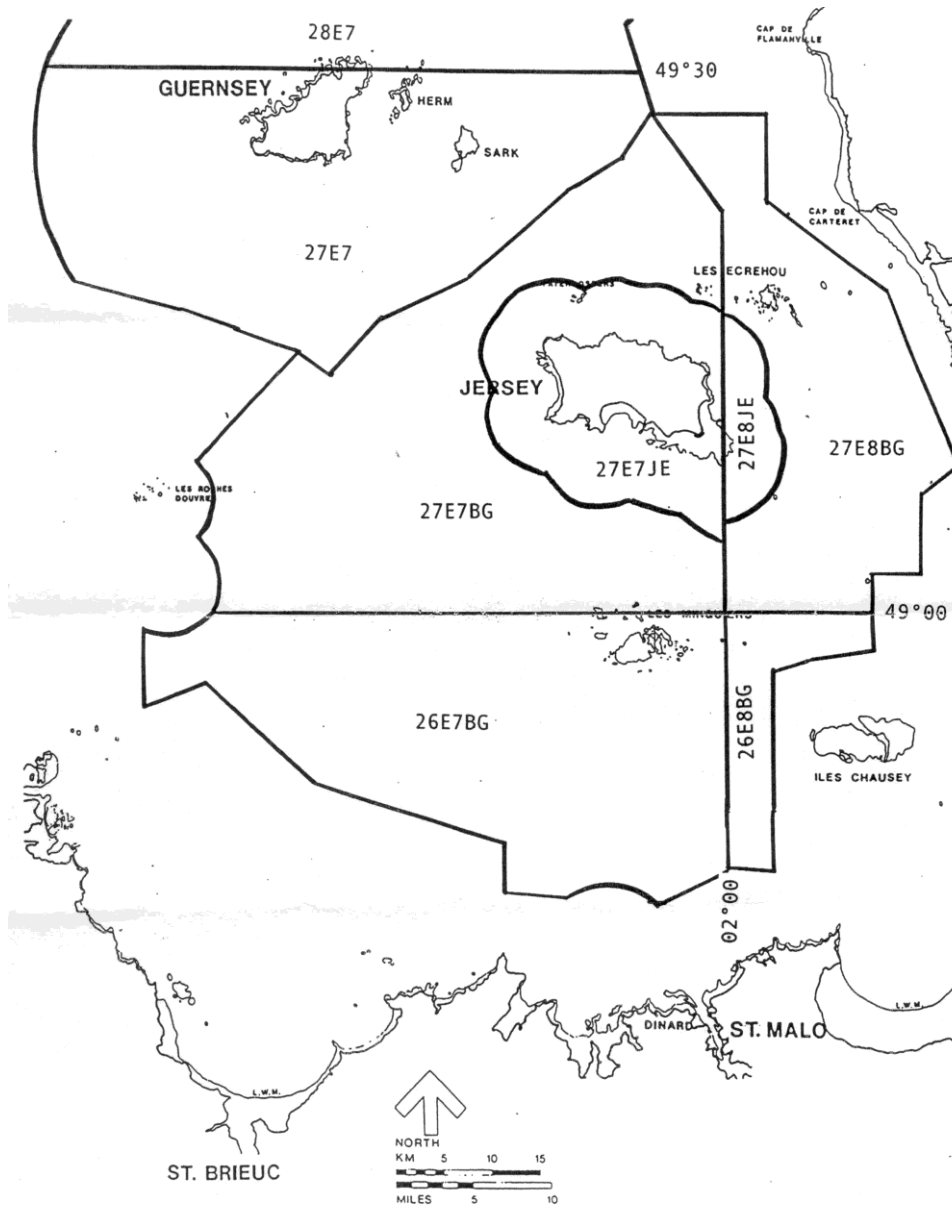 28E7
CAP DE
FLAMANVILLE
49°30
GUERNSEY
HERM
SARK
CAP DE
CARTERET
27E7
LES ECREHOU
JERSEY
27E8JE
27E8BG
27E7JE
LES ROCHES
DOUVRE
27E7BG
49°00
26E7BG
26E8BG
ILES CHAUSEY
02°00
L.W.M.
DINARD
ST. MALO
L.W.M.
NORTH
KM 5 10 15
MILES 5 10
ST. BRIEUC